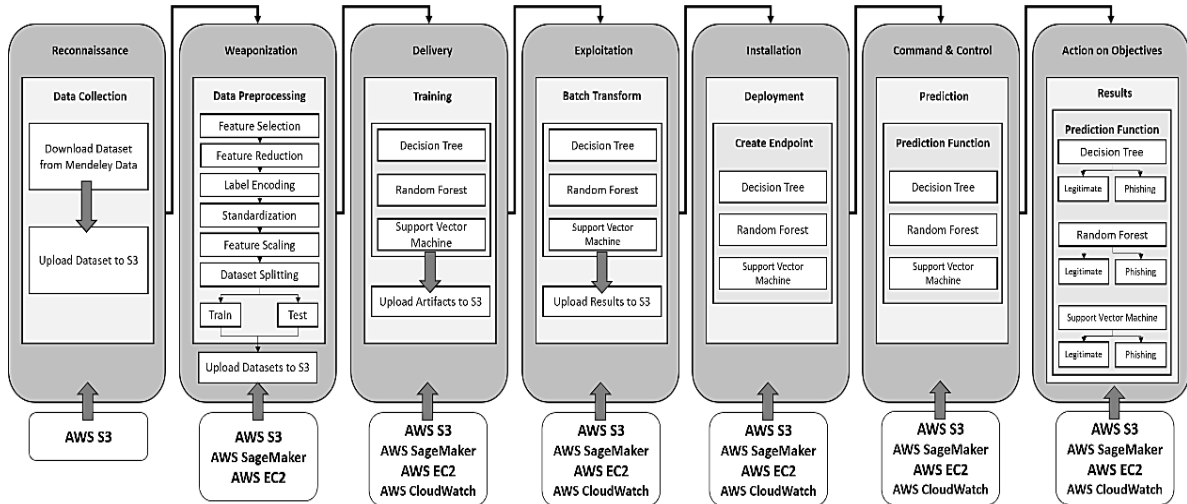 Reconnaissance
Data Collection
Download Dataset
from Mendeley Data
Upload Dataset to S3
AWS S3
Weaponization
Data Preprocessing
Feature Selection
Feature Reduction
Label Encoding
Standardization
Feature Scaling
Dataset Splitting
Train
Test
Upload Datasets to S3
AWS S3
AWS SageMaker
AWS EC2
Delivery
Training
Decision Tree
Random Forest
Support Vector
Machine
Upload Artifacts to S3
AWS S3
AWS SageMaker
AWS EC2
AWS CloudWatch
Exploitation
Batch Transform
Decision Tree
Random Forest
Support Vector
Machine
Upload Results to S3
AWS S3
AWS SageMaker
AWS EC2
AWS CloudWatch
Installation
Deployment
Create Endpoint
Decision Tree
Random Forest
Support Vector
Machine
AWS S3
AWS SageMaker
AWS EC2
AWS CloudWatch
Command & Control
Prediction
Prediction Function
Decision Tree
Random Forest
Support Vector
Machine
AWS S3
AWS SageMaker
AWS EC2
AWS CloudWatch
Action on Objectives
Results
Prediction Function
Decision Tree
Legitimate
Phishing
Random Forest
Legitimate
Phishing
Support Vector Machine
Legitimate
Phishing
AWS S3
AWS SageMaker
AWS EC2
AWS CloudWatch